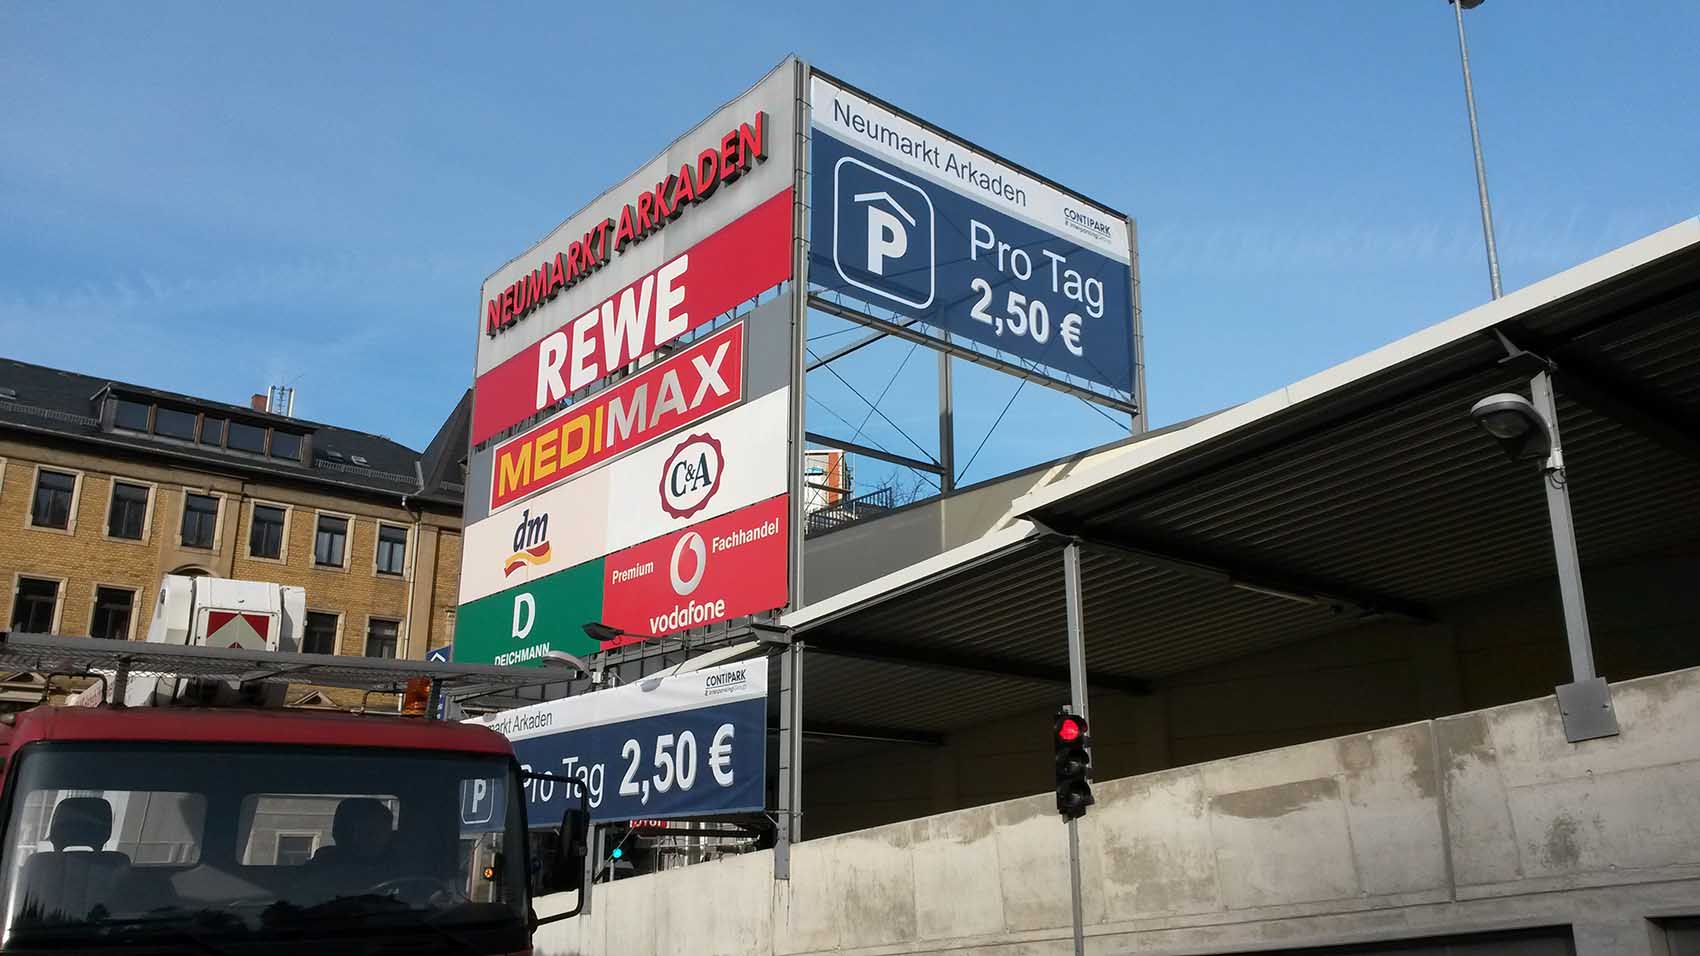 NEUMARKT ARKADEN
REWE
MEDIMAX
dm
C&A
D
DEICHMANN
Premium
Fachhandel
vodafone
Neumarkt Arkaden
CONTIPARK
P
Pro Tag
2,50 €
CONTIPARK
markt Arkaden
P
Pro Tag 2,50 €